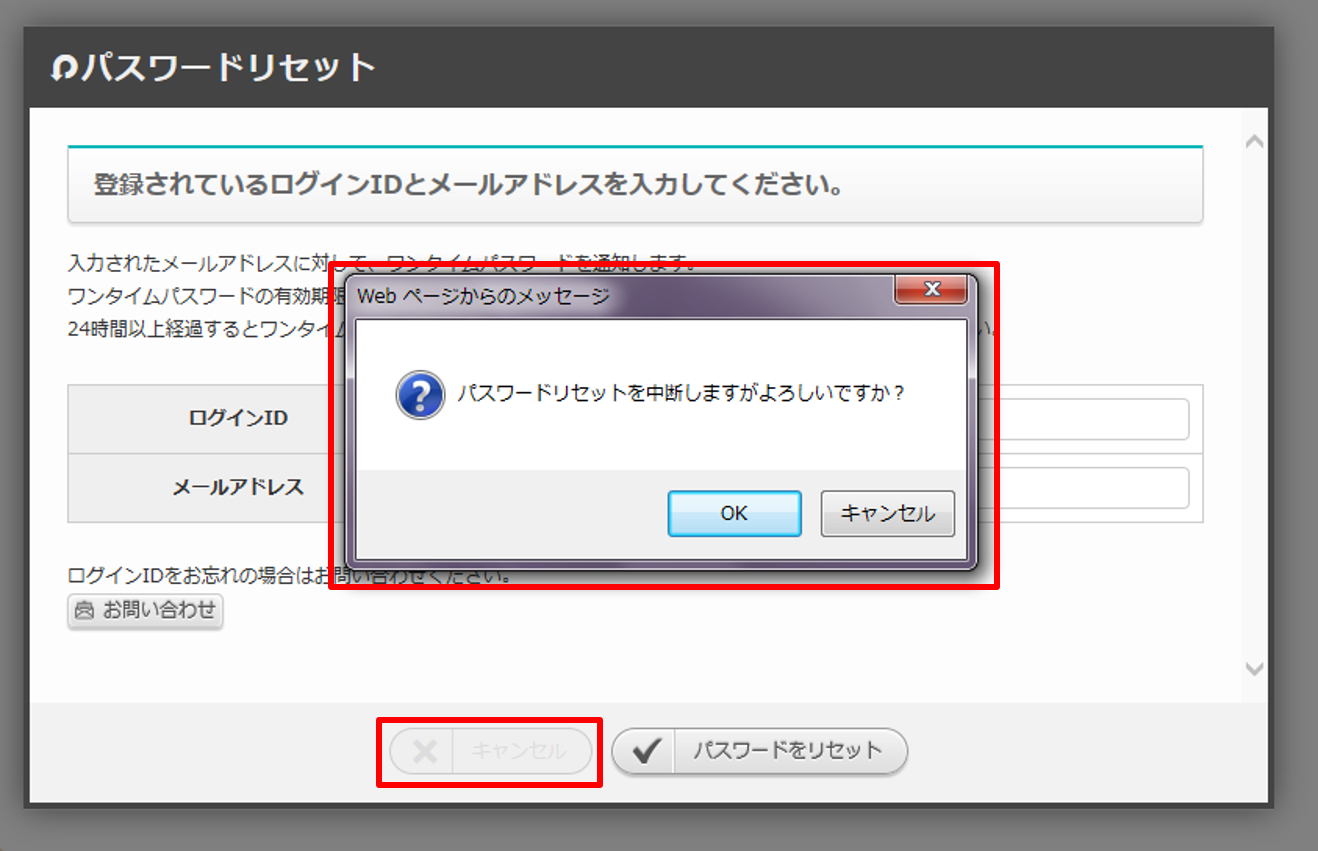 パスワードリセット
登録されているログインIDとメールアドレスを入力してください。
入力されたメールアドレスに対して、ワンタイムパスワードを通知します。
ワンタイムパスワードの有効期限
24時間以上経過するとワンタイム
い。
Web ページからのメッセージ
パスワードリセットを中断しますがよろしいですか？
OK
キャンセル
ログインID
メールアドレス
ログインIDをお忘れの場合はお問い合わせください。
お問い合わせ
キャンセル
パスワードをリセット